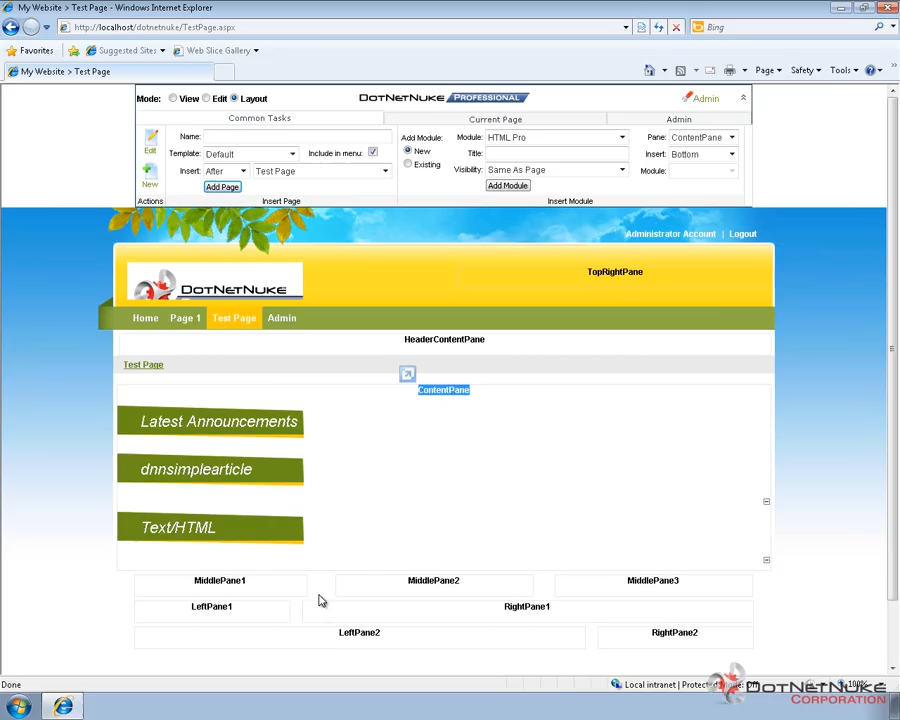 My Website > Test Page - Windows Internet Explorer
http://localhost/dotnetnuke/TestPage.aspx
Bing
Favorites
Suggested Sites
Web Slice Gallery
My Website > Test Page
Page
Safety
Tools
Mode: View Edit Layout
DOTNETNUKE PROFESSIONAL
Admin
Common Tasks
Current Page
Admin
Name:
Add Module:
Module: HTML Pro
Pane: ContentPane
Edit
Template: Default
Include in menu:
New
Title:
Insert: Bottom
Existing
Insert: After
Test Page
Visibility: Same As Page
Module:
New
Add Page
Add Module
Actions
Insert Page
Insert Module
Administrator Account | Logout
TopRightPane
DOTNETNUKE
Home Page 1 Test Page Admin
HeaderContentPane
Test Page
ContentPane
Latest Announcements
dnnsimplearticle
Text/HTML
MiddlePane1
MiddlePane2
MiddlePane3
LeftPane1
RightPane1
LeftPane2
RightPane2
Done
Local intranet | Protected Mode: Off
100%
DOTNETNUKE
CORPORATION